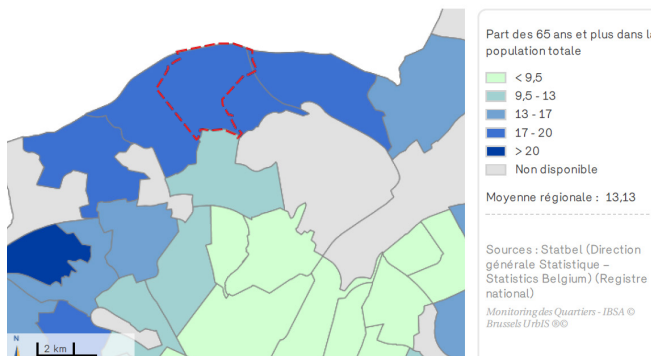 Part des 65 ans et plus dans la
population totale
< 9,5
9,5 - 13
13 - 17
17 - 20
> 20
Non disponible
Moyenne régionale : 13,13
Sources : Statbel (Direction
générale Statistique –
Statistics Belgium) (Registre
national)
Monitoring des Quartiers - IBSA ©
Brussels UrbIS ®©
N
2 km